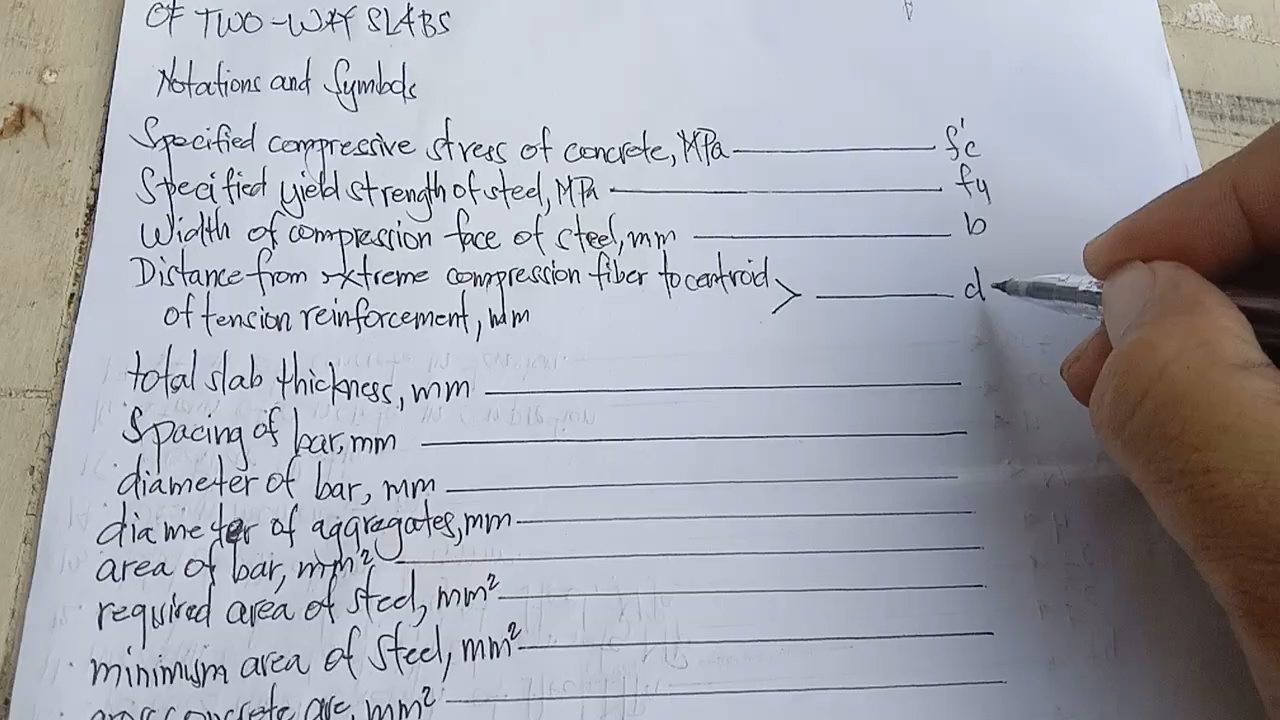 OF TWO-WAY SLABS
Notations and Symbols
Specified compressive stress of concrete, MPa f'c
Specified yield strength of steel, MPa fy
Width of compression face of steel, mm b
Distance from extreme compression fiber to centroid > d
of tension reinforcement, mm
total slab thickness, mm
Spacing of bar, mm
diameter of bar, mm
diameter of aggregates, mm
area of bar, mm²
required area of steel, mm²
minimum area of steel, mm²
concrete are, mm²